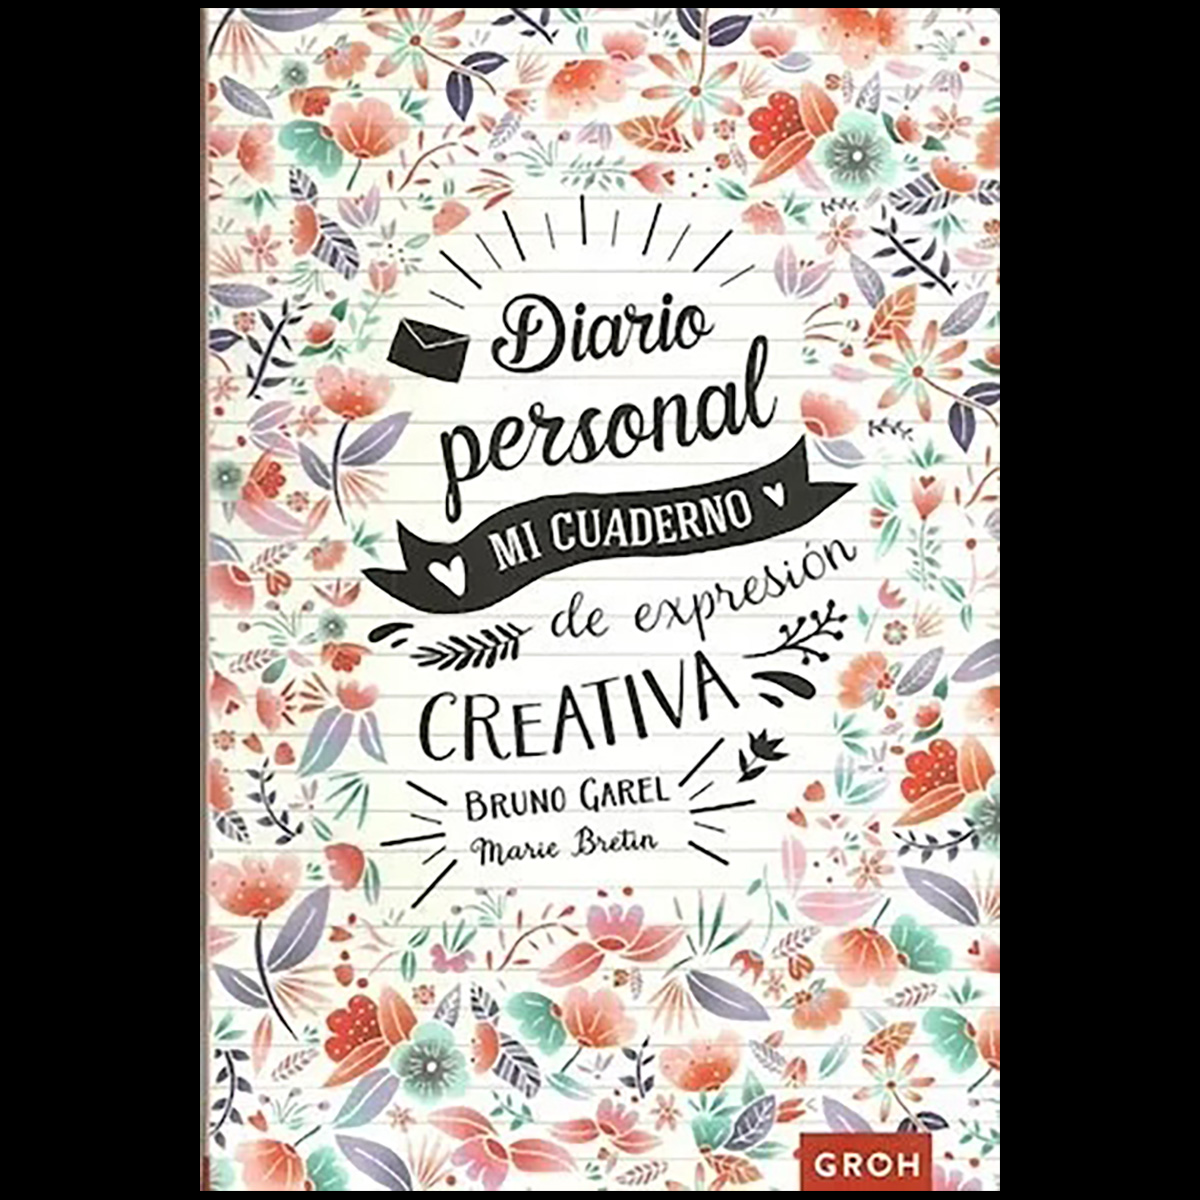 Diario
personal
MI CUADERNO
de expresión
CREATIVA
BRUNO GAREL
Marie Bretin
GROH